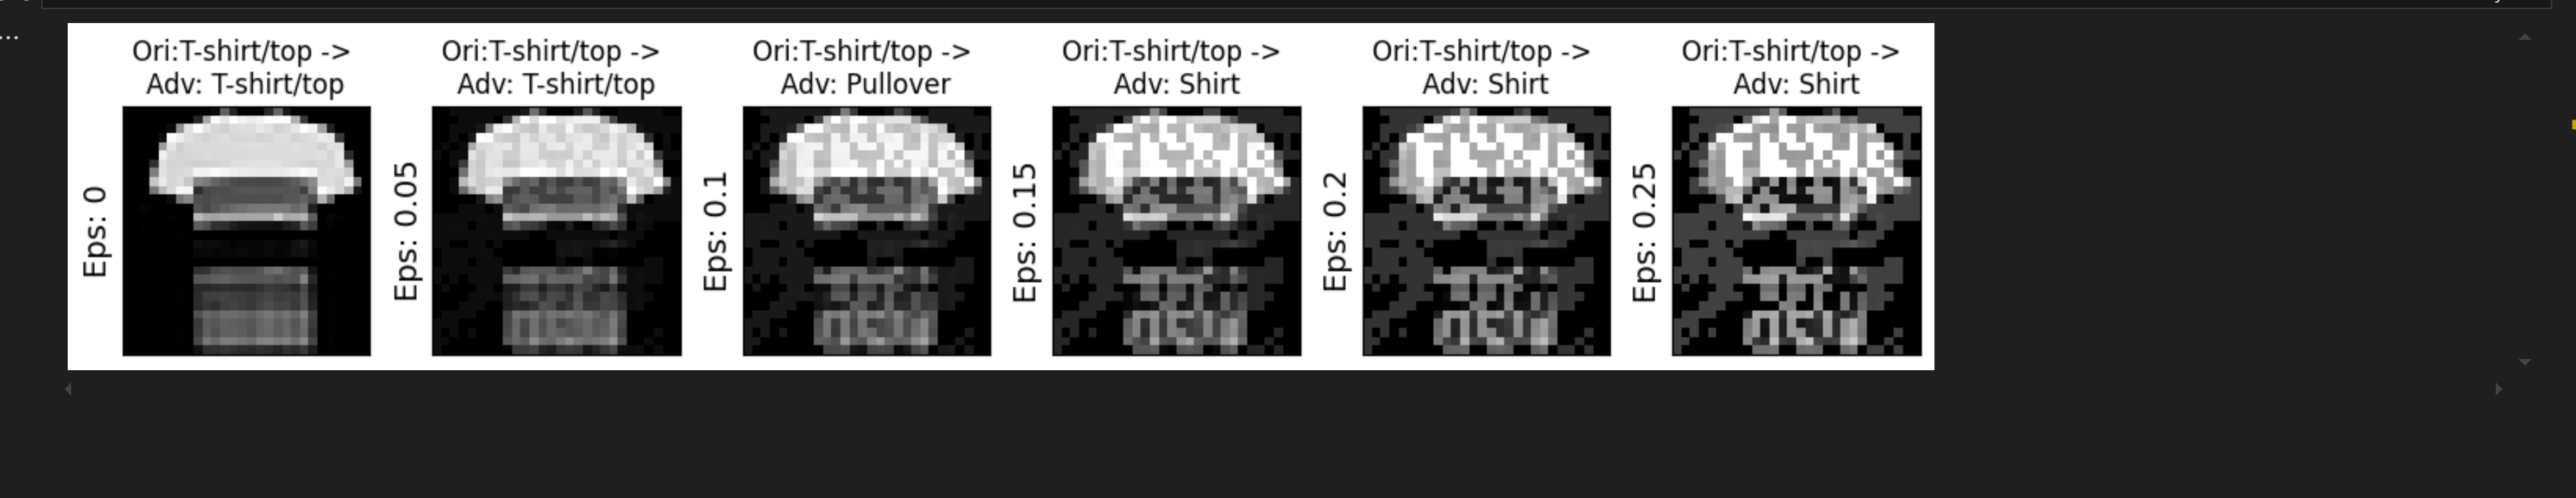 Ori:T-shirt/top ->
Adv: T-shirt/top
Eps: 0
Ori:T-shirt/top ->
Adv: T-shirt/top
Eps: 0.05
Ori:T-shirt/top ->
Adv: Pullover
Eps: 0.1
Ori:T-shirt/top ->
Adv: Shirt
Eps: 0.15
Ori:T-shirt/top ->
Adv: Shirt
Eps: 0.2
Ori:T-shirt/top ->
Adv: Shirt
Eps: 0.25